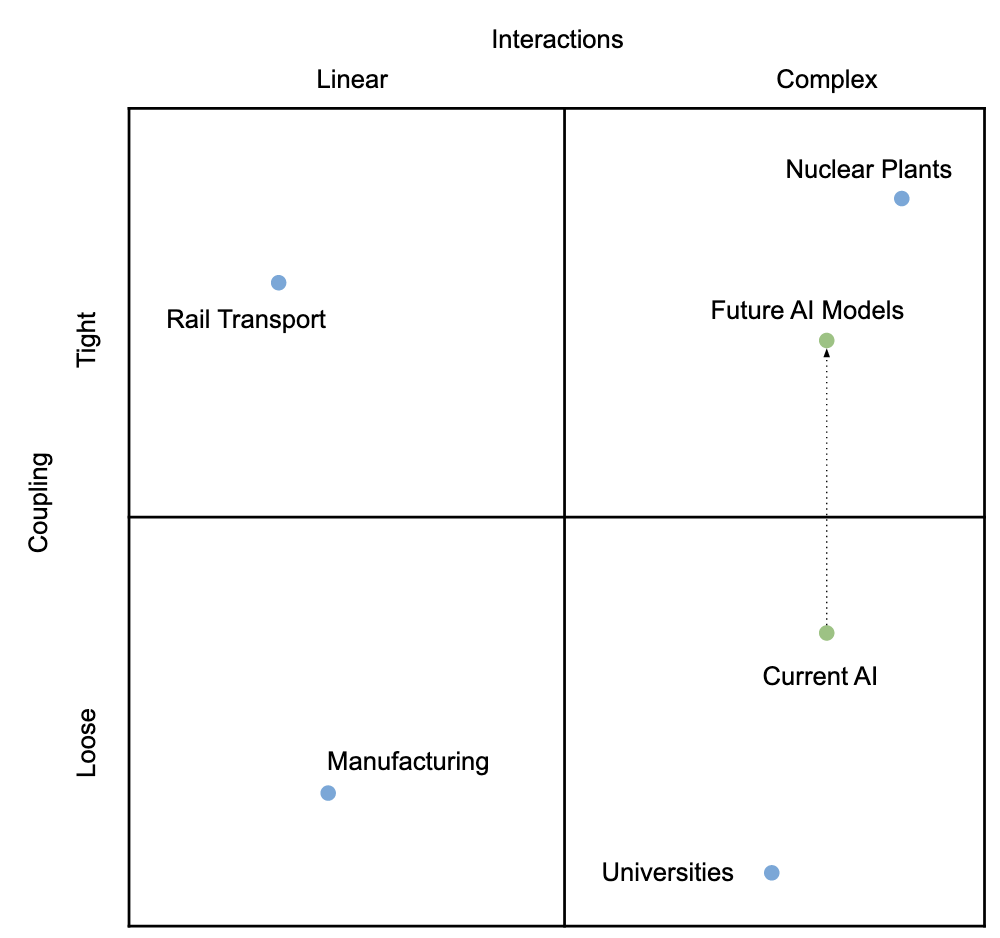 Interactions
Linear
Complex
Nuclear Plants
Rail Transport
Future AI Models
Tight
Coupling
Current AI
Loose
Manufacturing
Universities